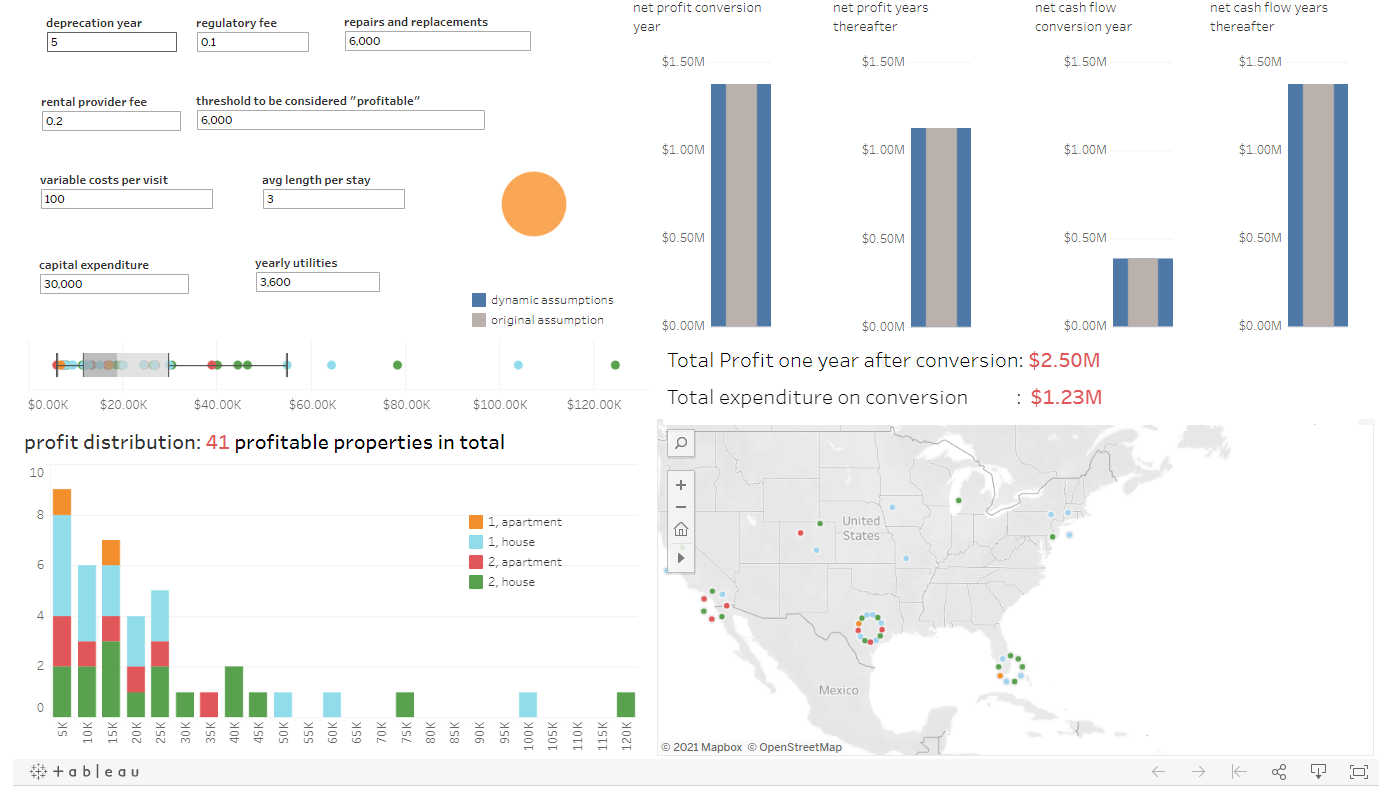 deprecation year
5
regulatory fee
0.1
repairs and replacements
6,000
rental provider fee
0.2
threshold to be considered "profitable"
6,000
variable costs per visit
100
avg length per stay
3
capital expenditure
30,000
yearly utilities
3,600
dynamic assumptions
original assumption
net profit conversion
year
$1.50M
$1.00M
$0.50M
$0.00M
net profit years
thereafter
$1.50M
$1.00M
$0.50M
$0.00M
net cash flow
conversion year
$1.50M
$1.00M
$0.50M
$0.00M
net cash flow years
thereafter
$1.50M
$1.00M
$0.50M
$0.00M
$0.00K $20.00K $40.00K $60.00K $80.00K $100.00K $120.00K
Total Profit one year after conversion: $2.50M
Total expenditure on conversion : $1.23M
profit distribution: 41 profitable properties in total
10
8
6
4
2
0
1, apartment
1, house
2, apartment
2, house
5K 10K 15K 20K 25K 30K 35K 40K 45K 50K 55K 60K 65K 70K 75K 80K 85K 90K 95K 100K 105K 110K 115K 120K
United
States
Mexico
© 2021 Mapbox © OpenStreetMap
+ableau